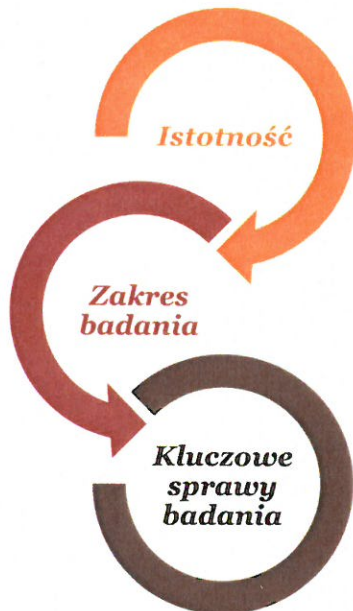 Istotność
Zakres
badania
Kluczowe
sprawy
badania